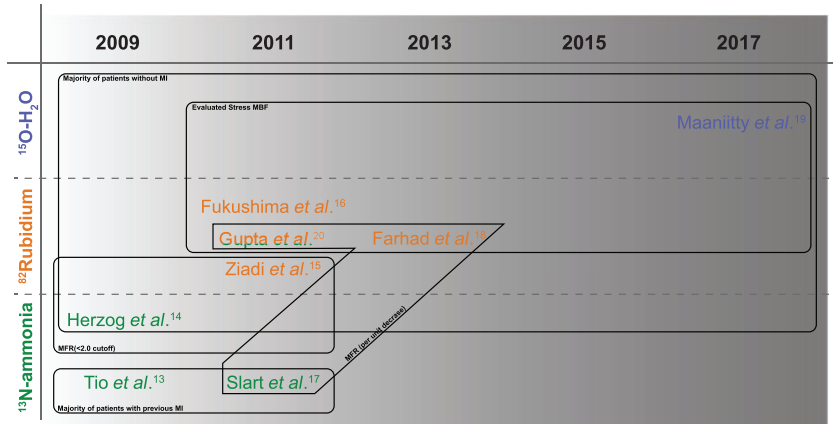 2009 2011 2013 2015 2017
Majority of patients without MI
Evaluated Stress MBF
¹⁵O-H₂O
Maaniitty et al.¹⁹
Fukushima et al.¹⁶
Gupta et al.²⁰ Farhad et al.¹⁸
⁸²Rubidium
Ziadi et al.¹⁵
Herzog et al.¹⁴
MFR (per unit decrase)
MFR(<2.0 cutoff)
¹³N-ammonia
Tio et al.¹³ Slart et al.¹⁷
Majority of patients with previous MI